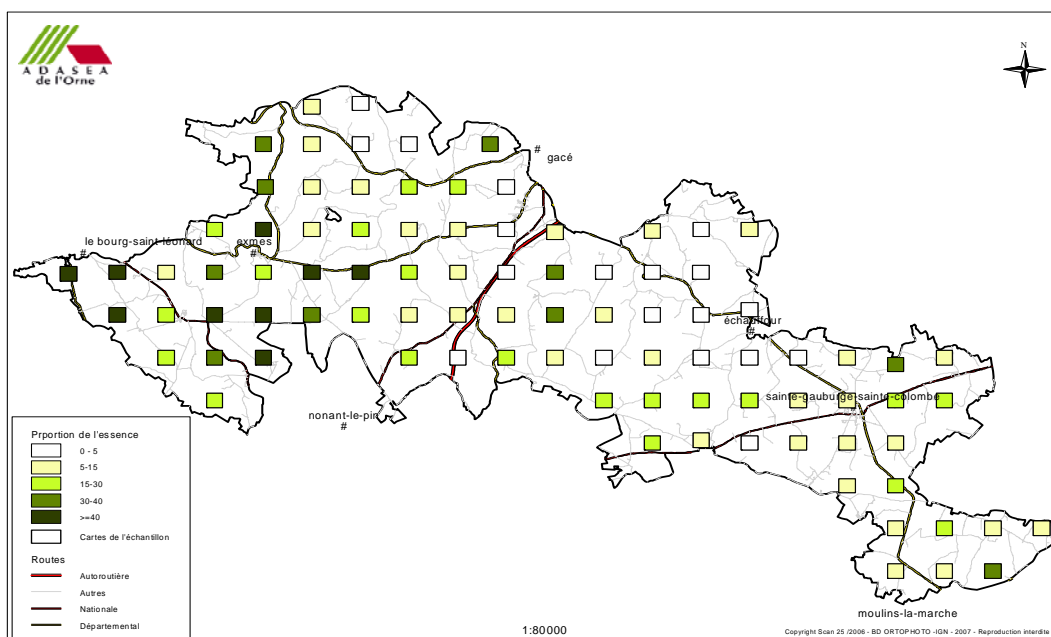 ADASEA
de l'Orne
N
#
gacé
le bourg-saint-léonard
#
exmes
#
échauffour
#
sainte-gauburge-sainte-colombe
#
nonant-le-pin
#
moulins-la-marche
Prportion de l'essence
0 - 5
5-15
15-30
30-40
>=40
Cartes de l'échantillon
Routes
Autoroutière
Autres
Nationale
Départemental
1:80000
Copyright Scan 25 /2006 - BD ORTOPHOTO -IGN - 2007 - Reproduction interdite